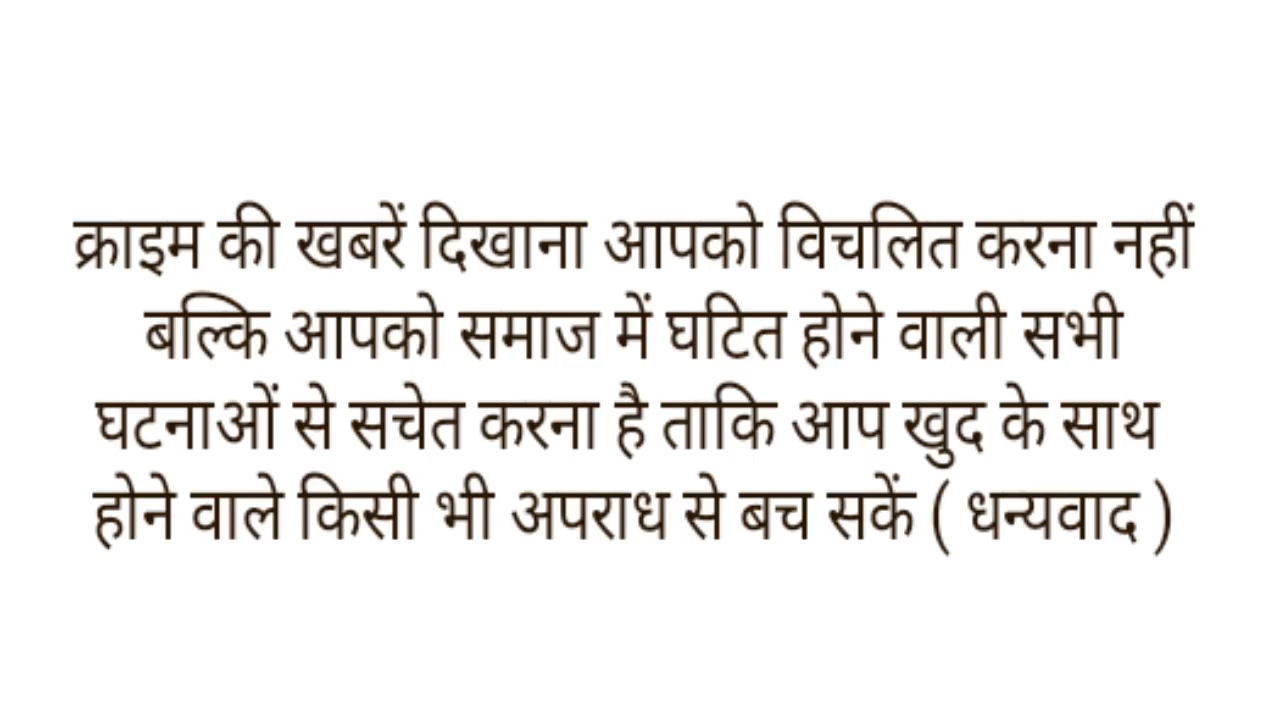 क्राइम की खबरें दिखाना आपको विचलित करना नहीं
बल्कि आपको समाज में घटित होने वाली सभी
घटनाओं से सचेत करना है ताकि आप खुद के साथ
होने वाले किसी भी अपराध से बच सकें ( धन्यवाद )